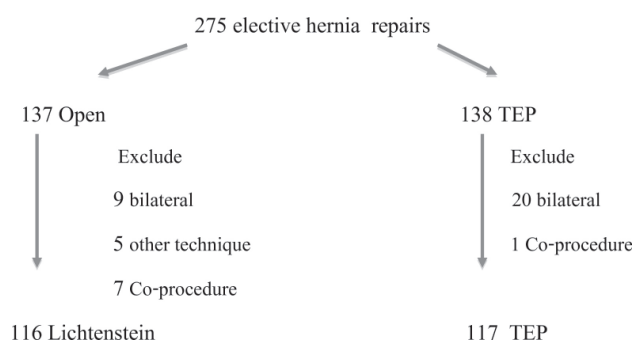 275 elective hernia repairs
137 Open
138 TEP
Exclude
9 bilateral
5 other technique
7 Co-procedure
Exclude
20 bilateral
1 Co-procedure
116 Lichtenstein
117 TEP